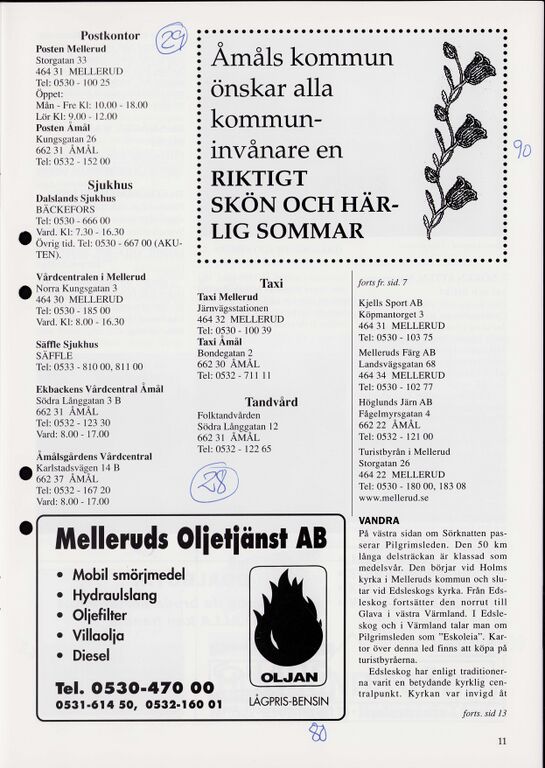 Postkontor
Posten Mellerud
Storgatan 33
464 31 MELLERUD
Tel: 0530 - 100 25
Öppet:
Mån - Fre Kl: 10.00 - 18.00
Lör Kl: 9.00 - 12.00
Posten Åmål
Kungsgatan 26
662 31 ÅMÅL
Tel: 0532 - 152 00
Sjukhus
Dalslands Sjukhus
BÄCKEFORS
Tel: 0530 - 666 00
Vard. Kl: 7.30 - 16.30
Övrig tid. Tel: 0530 - 667 00 (AKU-
TEN).
Vårdcentralen i Mellerud
Norra Kungsgatan 3
464 30 MELLERUD
Tel: 0530 - 185 00
Vard. Kl: 8.00 - 16.30
Säffle Sjukhus
SÄFFLE
Tel: 0533 - 810 00, 811 00
Ekbackens Vårdcentral Åmål
Södra Långgatan 3 B
662 31 ÅMÅL
Tel: 0532 - 123 30
Vard: 8.00 - 17.00
Åmålsgårdens Vårdcentral
Karlstadsvägen 14 B
662 37 ÅMÅL
Tel: 0532 - 167 20
Vard: 8.00 - 17.00
29
Åmåls kommun
önskar alla
kommun-
invånare en
RIKTIGT
SKÖN OCH HÄR-
LIG SOMMAR
90
Taxi
Taxi Mellerud
Järnvägsstationen
464 32 MELLERUD
Tel: 0530 - 100 39
Taxi Åmål
Bondegatan 2
662 30 ÅMÅL
Tel: 0532 - 711 11
Tandvård
Folktandvården
Södra Långgatan 12
662 31 ÅMÅL
Tel: 0532 - 122 65
28
forts fr. sid. 7
Kjells Sport AB
Köpmantorget 3
464 31 MELLERUD
Tel: 0530 - 103 75
Melleruds Färg AB
Landsvägsgatan 68
464 34 MELLERUD
Tel: 0530 - 102 77
Höglunds Järn AB
Fågelmyrsgatan 4
662 22 ÅMÅL
Tel: 0532 - 121 00
Turistbyrån i Mellerud
Storgatan 26
464 22 MELLERUD
Tel: 0530 - 180 00, 183 08
www.mellerud.se
VANDRA
På västra sidan om Sörknatten pas-
serar Pilgrimsleden. Den 50 km
långa delsträckan är klassad som
medelsvår. Den börjar vid Holms
kyrka i Melleruds kommun och slu-
tar vid Edsleskogs kyrka. Från Eds-
leskog fortsätter den norrut till
Glava i västra Värmland. I Edsle-
skog och i Värmland talar man om
Pilgrimsleden som "Eskoleia". Kar-
tor över denna led finns att köpa på
turistbyråerna.
Edsleskog har enligt traditioner-
na varit en betydande kyrklig cen-
tralpunkt. Kyrkan var invigd åt
forts. sid 13
Melleruds Oljetjänst AB
• Mobil smörjmedel
• Hydraulslang
• Oljefilter
• Villaolja
• Diesel
Tel. 0530-470 00
0531-614 50, 0532-160 01
OLJAN
LÅGPRIS-BENSIN
80
11